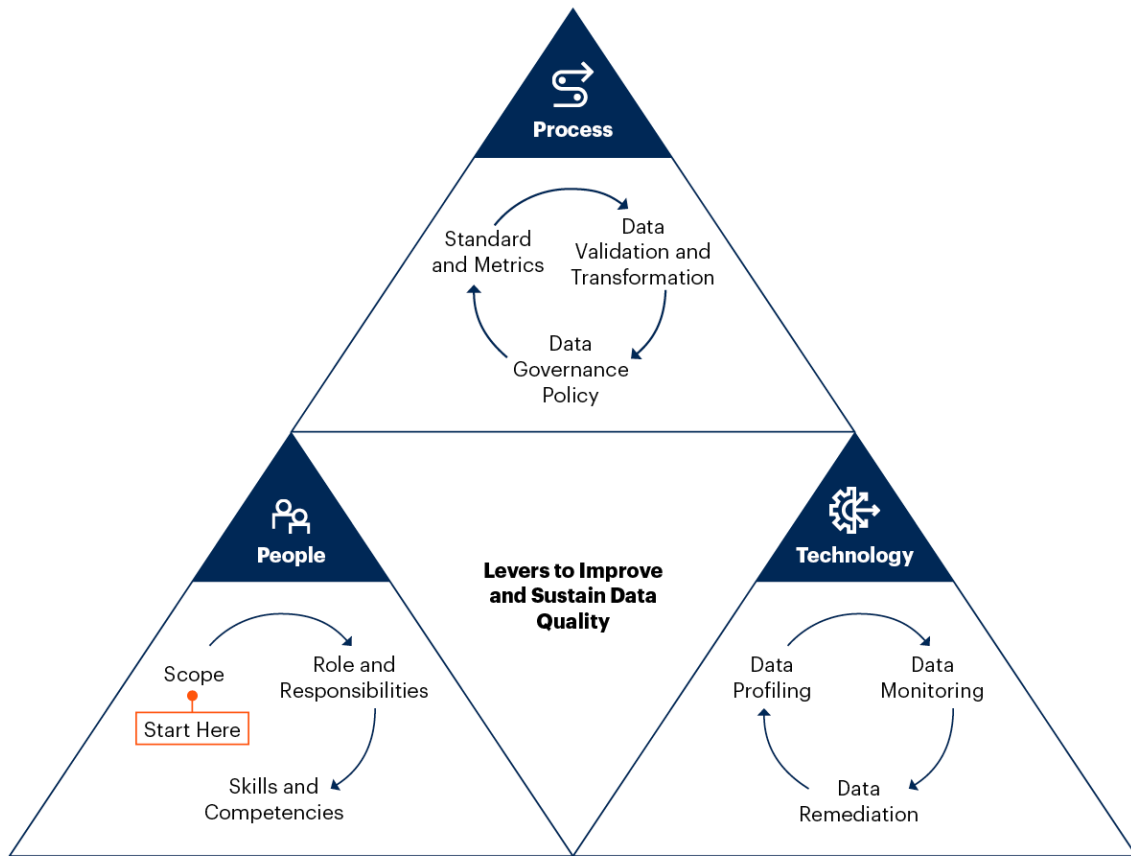 Process
Standard
and Metrics
Data
Validation and
Transformation
Data
Governance
Policy
People
Scope
Start Here
Role and
Responsibilities
Skills and
Competencies
Levers to Improve
and Sustain Data
Quality
Technology
Data
Profiling
Data
Monitoring
Data
Remediation